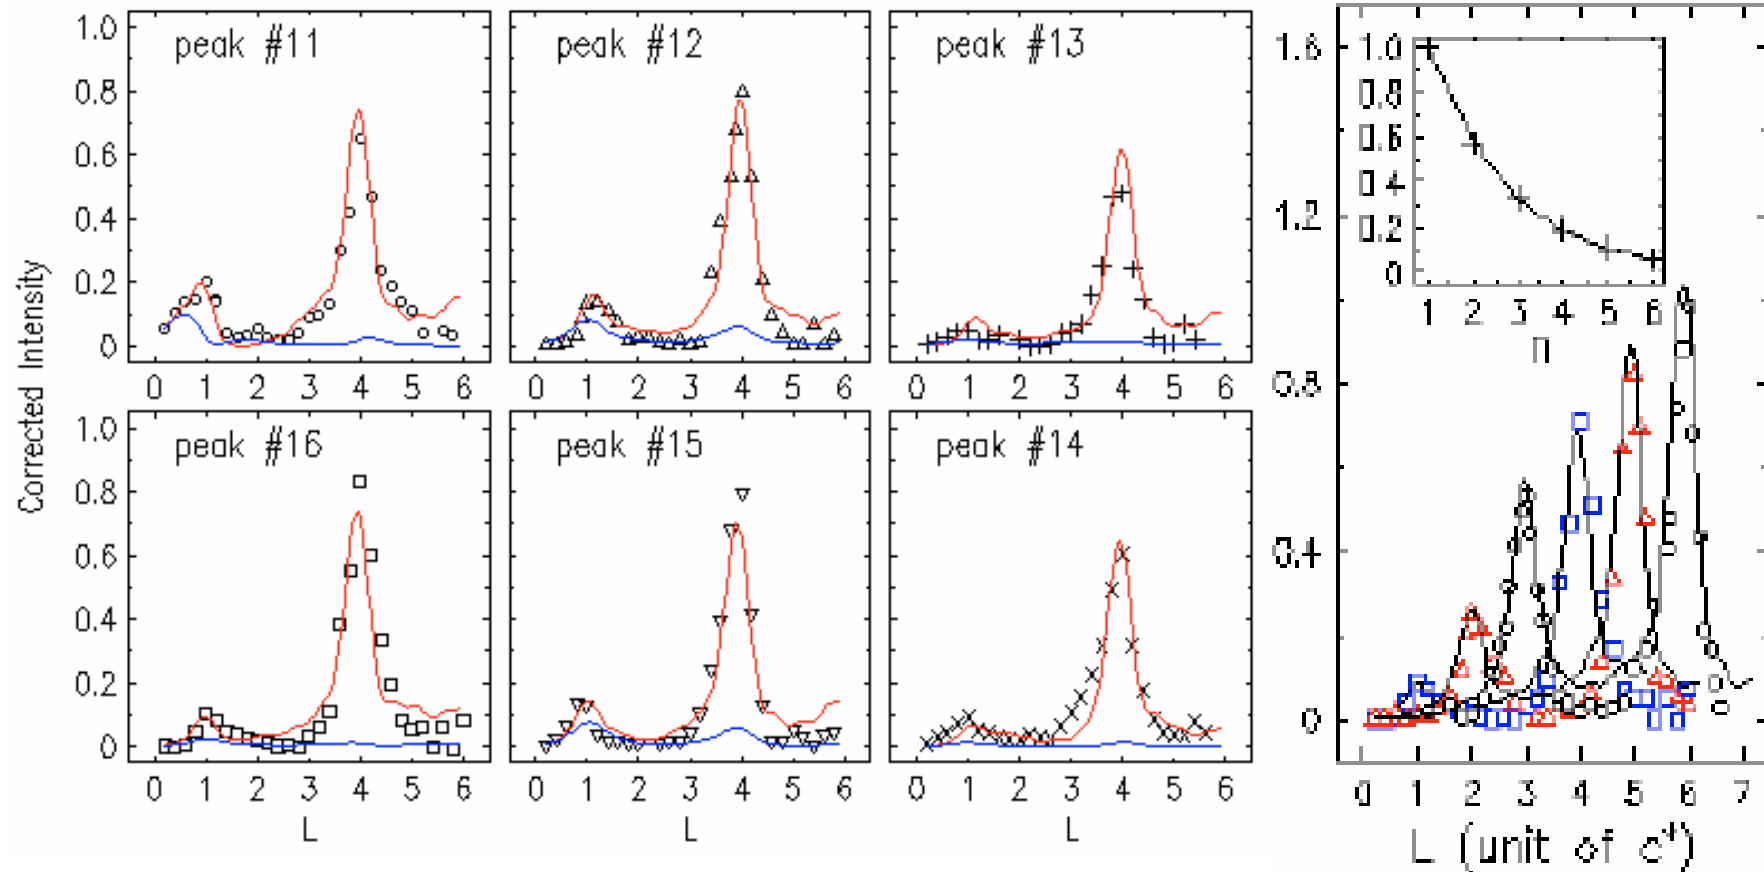 peak #11
peak #12
peak #13
1.0
0.8
0.6
0.4
0.2
0
0 1 2 3 4 5 6
0 1 2 3 4 5 6
0 1 2 3 4 5 6
peak #16
peak #15
peak #14
1.0
0.8
0.6
0.4
0.2
0
0 1 2 3 4 5 6
0 1 2 3 4 5 6
0 1 2 3 4 5 6
L
L
L
Corrected Intensity
1.6
1.2
0.8
0.4
0
1.0
0.8
0.6
0.4
0.2
0
1 2 3 4 5 6
n
0 1 2 3 4 5 6 7
L (unit of c*)